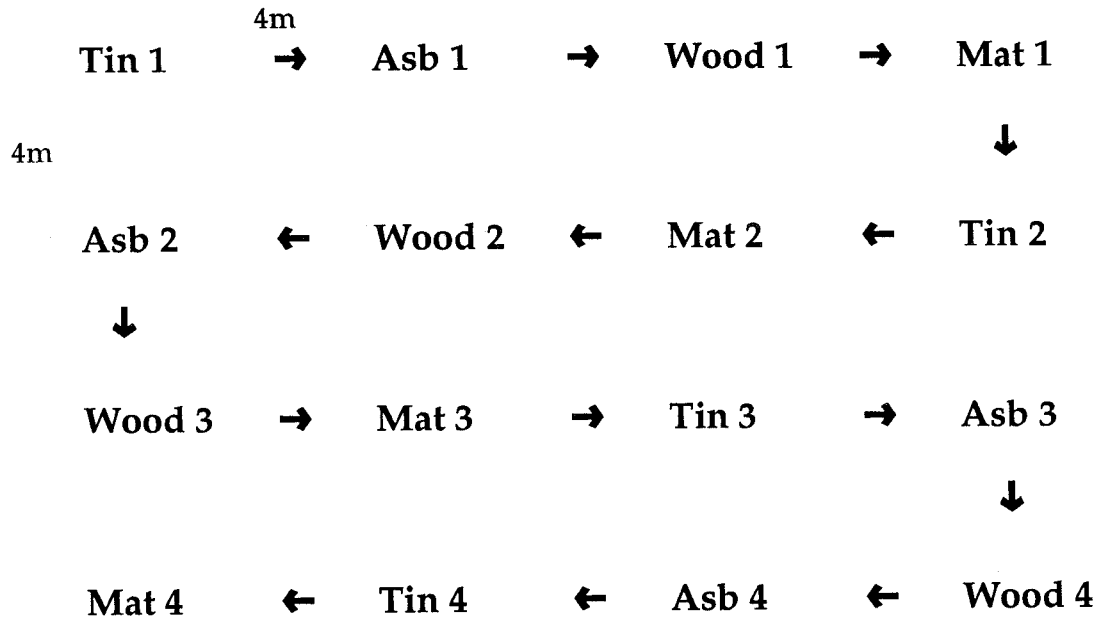 4m
Tin 1 → Asb 1 → Wood 1 → Mat 1
↓
4m
Asb 2 ← Wood 2 ← Mat 2 ← Tin 2
↓
Wood 3 → Mat 3 → Tin 3 → Asb 3
↓
Mat 4 ← Tin 4 ← Asb 4 ← Wood 4